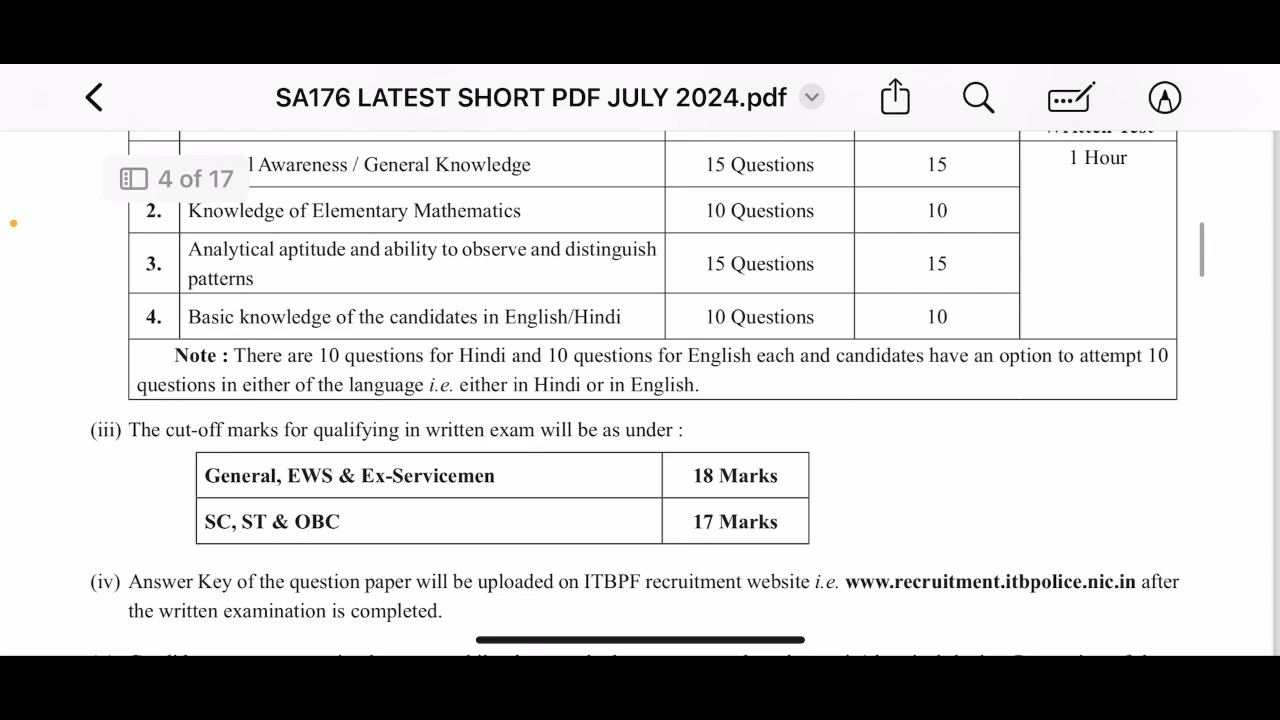 SA176 LATEST SHORT PDF JULY 2024.pdf
4 of 17
l Awareness / General Knowledge 15 Questions 15 1 Hour
2. Knowledge of Elementary Mathematics 10 Questions 10
3. Analytical aptitude and ability to observe and distinguish patterns 15 Questions 15
4. Basic knowledge of the candidates in English/Hindi 10 Questions 10
Note : There are 10 questions for Hindi and 10 questions for English each and candidates have an option to attempt 10
questions in either of the language i.e. either in Hindi or in English.
(iii) The cut-off marks for qualifying in written exam will be as under :
General, EWS & Ex-Servicemen 18 Marks
SC, ST & OBC 17 Marks
(iv) Answer Key of the question paper will be uploaded on ITBPF recruitment website i.e. www.recruitment.itbpolice.nic.in after
the written examination is completed.